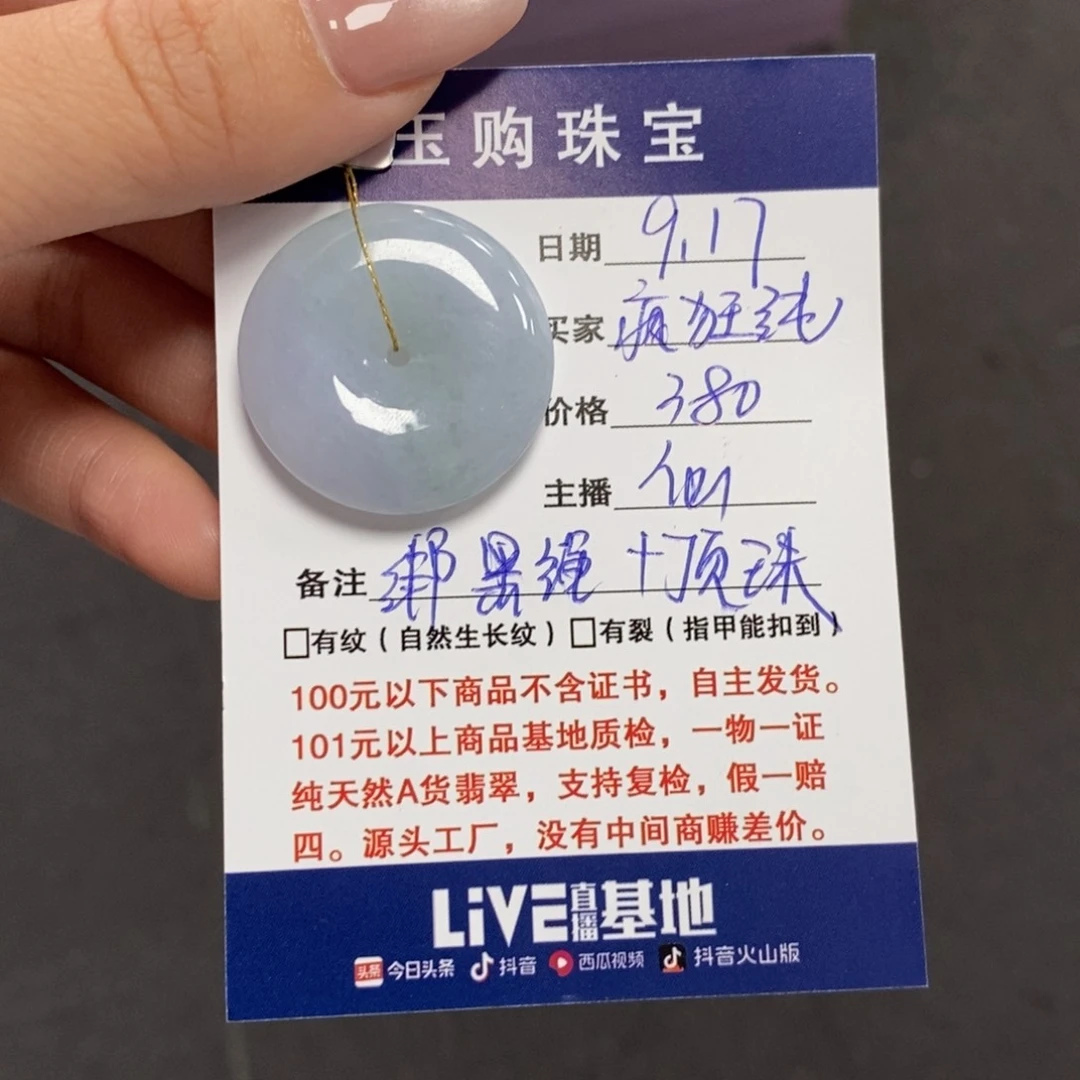 玉购珠宝
日期 9.17
买家 疯狂纯
价格 380
主播
备注 绑黑绳+顶珠
□有纹(自然生长纹)□有裂(指甲能扣到)
100元以下商品不含证书,自主发货。
101元以上商品基地质检,一物一证
纯天然A货翡翠,支持复检,假一赔
四。源头工厂,没有中间商赚差价。
LiVE直播基地
头条 今日头条 抖音 西瓜视频 抖音火山版